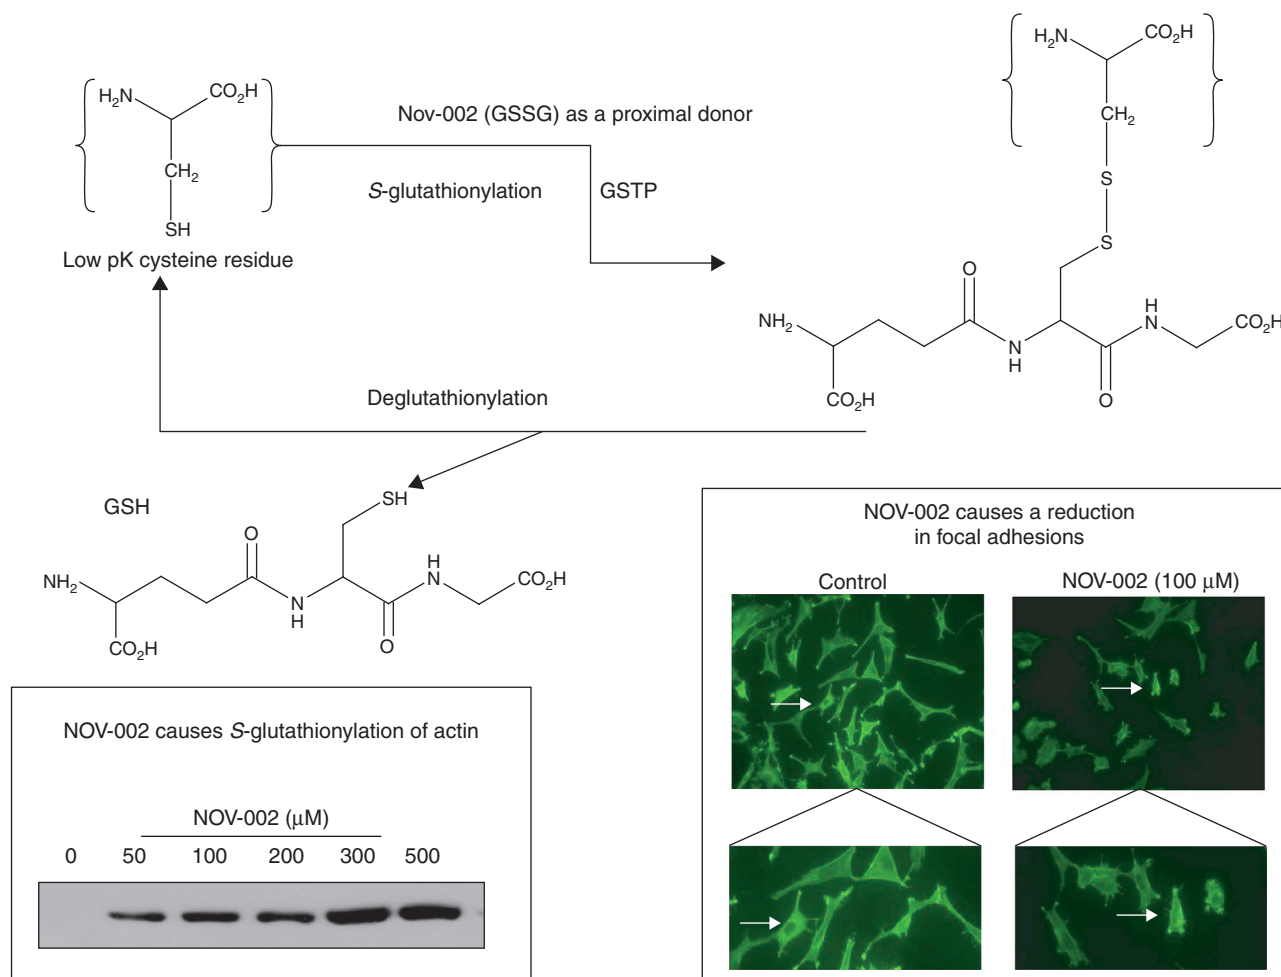 H₂N
CO₂H
CH₂
SH
Low pK cysteine residue
Nov-002 (GSSG) as a proximal donor
S-glutathionylation
GSTP
H₂N
CO₂H
CH₂
S
S
O
NH₂
N
H
H
N
CO₂H
CO₂H
O
Deglutathionylation
GSH
SH
O
NH₂
N
H
H
N
CO₂H
CO₂H
O
NOV-002 causes S-glutathionylation of actin
NOV-002 (μM)
0 50 100 200 300 500
NOV-002 causes a reduction
in focal adhesions
Control
NOV-002 (100 μM)